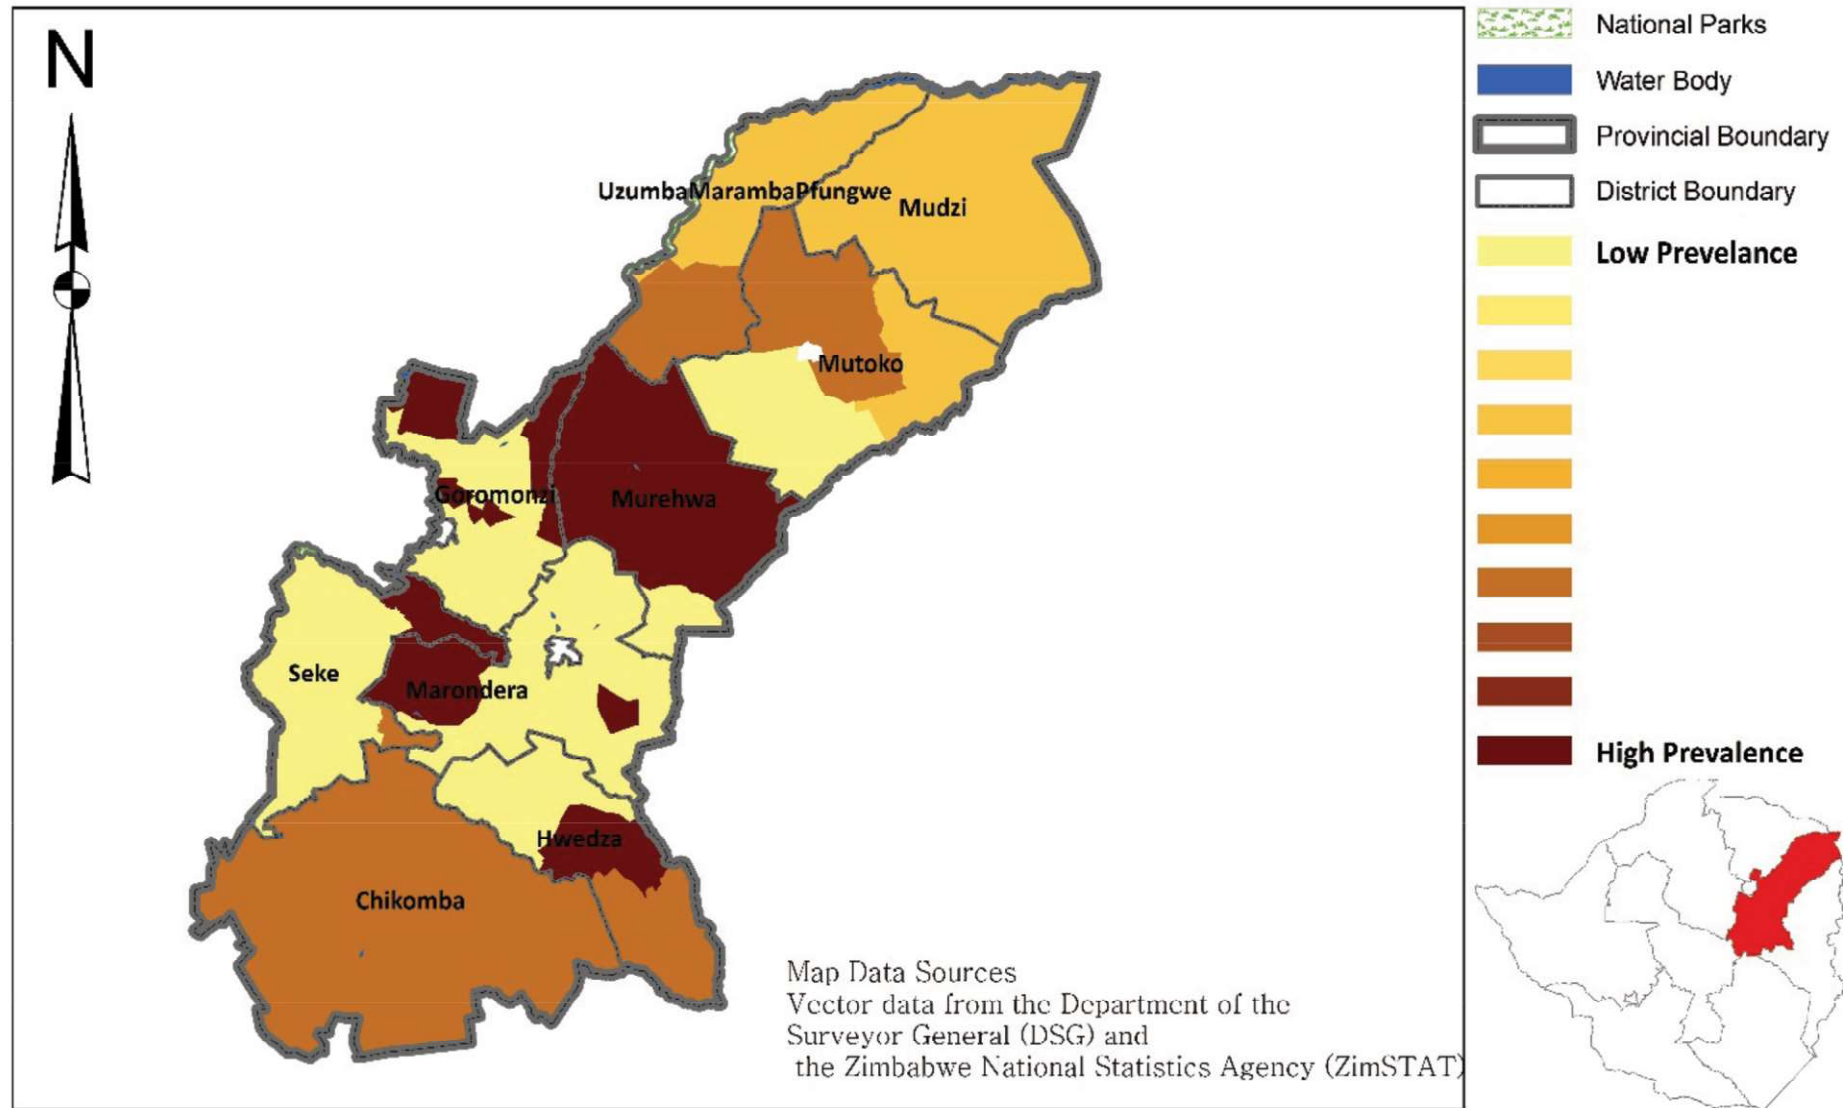 N
UzumbaMarambaPfungwe
Mudzi
Mutoko
Goromonzi
Murehwa
Seke
Marondera
Hwedza
Chikomba
Map Data Sources
Vector data from the Department of the
Surveyor General (DSG) and
the Zimbabwe National Statistics Agency (ZimSTAT)
National Parks
Water Body
Provincial Boundary
District Boundary
Low Prevelance
High Prevalence